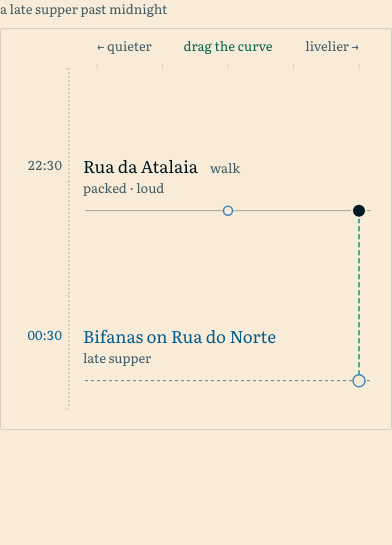 a late supper past midnight
← quieter drag the curve livelier →
22:30 Rua da Atalaia walk
packed · loud
00:30 Bifanas on Rua do Norte
late supper